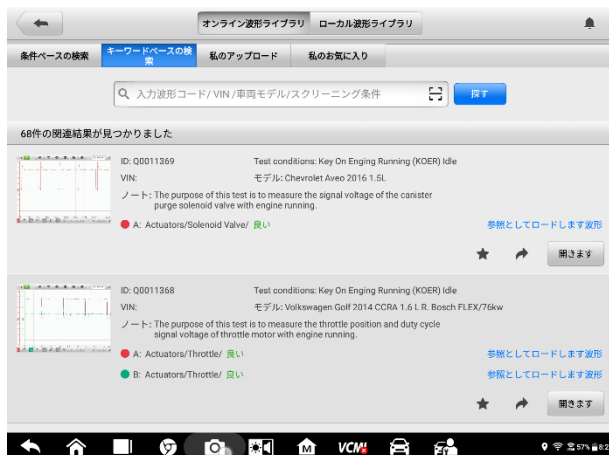 オンライン波形ライブラリ ローカル波形ライブラリ
条件ベースの検索 キーワードベースの検索 私のアップロード 私のお気に入り
入力波形コード/ VIN /車両モデル/スクリーニング条件 探す
68件の関連結果が見つかりました
ID: Q0011369 Test conditions: Key On Enging Running (KOER) Idle
VIN: モデル: Chevrolet Aveo 2016 1.5L
ノート: The purpose of this test is to measure the signal voltage of the canister
purge solenoid valve with engine running.
A: Actuators/Solenoid Valve/ 良い 参照としてロードします波形
開きます
ID: Q0011368 Test conditions: Key On Enging Running (KOER) Idle
VIN: モデル: Volkswagen Golf 2014 CCRA 1.6 L R. Bosch FLEX/76kw
ノート: The purpose of this test is to measure the throttle position and duty cycle
signal voltage of throttle motor with engine running.
A: Actuators/Throttle/ 良い 参照としてロードします波形
B: Actuators/Throttle/ 良い 参照としてロードします波形
開きます
M VCMI 57%